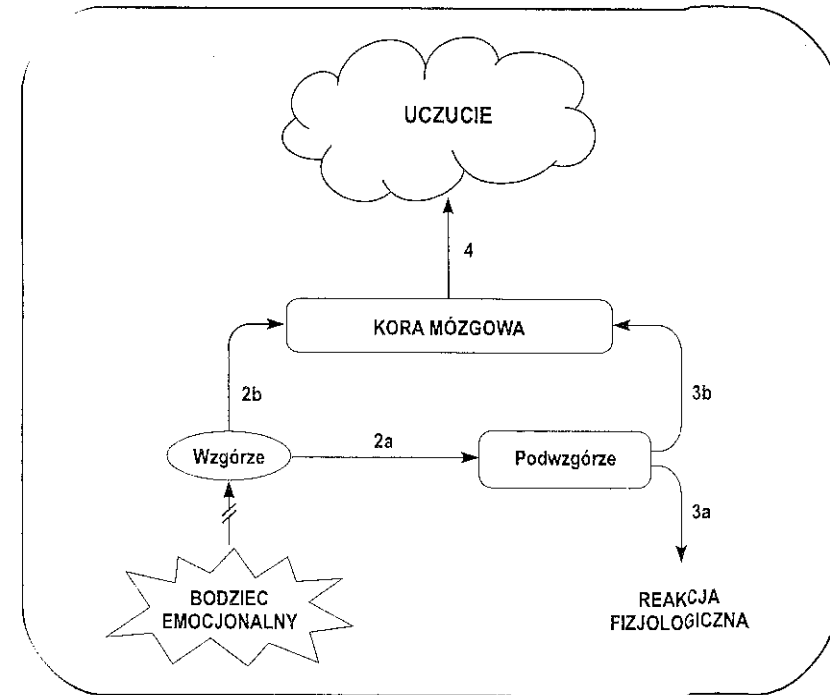 UCZUCIE
4
KORA MÓZGOWA
2b
3b
2a
Wzgórze
Podwzgórze
3a
BODZIEC
EMOCJONALNY
REAKCJA
FIZJOLOGICZNA